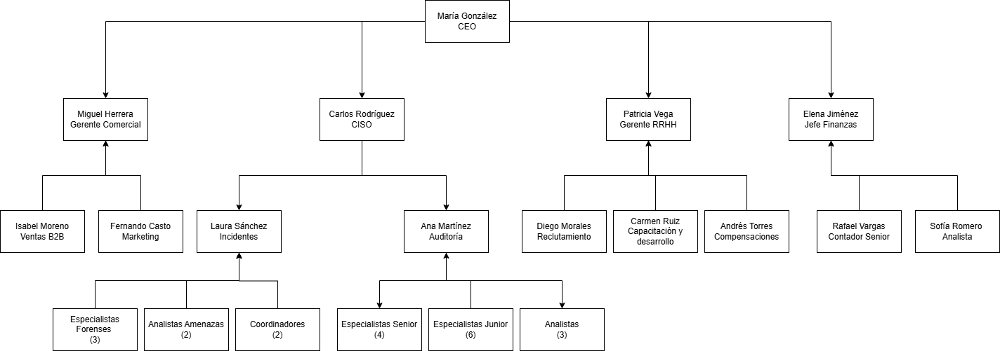 María González
CEO
Miguel Herrera
Gerente Comercial
Carlos Rodríguez
CISO
Patricia Vega
Gerente RRHH
Elena Jiménez
Jefe Finanzas
Isabel Moreno
Ventas B2B
Fernando Casto
Marketing
Laura Sánchez
Incidentes
Ana Martínez
Auditoría
Diego Morales
Reclutamiento
Carmen Ruiz
Capacitación y
desarrollo
Andrés Torres
Compensaciones
Rafael Vargas
Contador Senior
Sofía Romero
Analista
Especialistas
Forenses
(3)
Analistas Amenazas
(2)
Coordinadores
(2)
Especialistas Senior
(4)
Especialistas Junior
(6)
Analistas
(3)